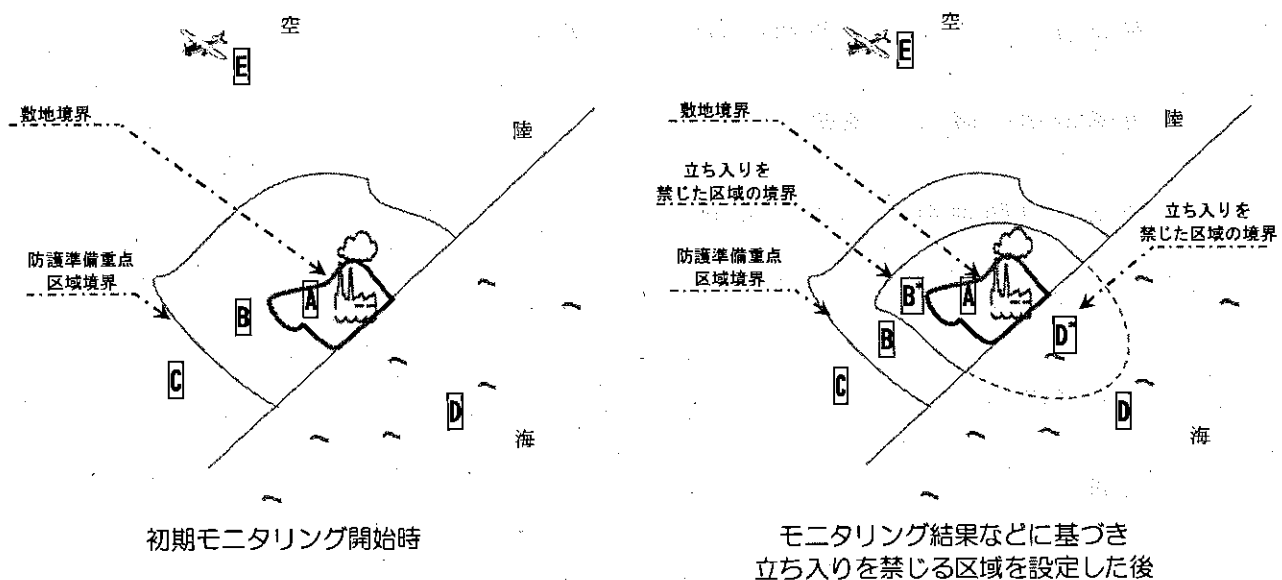 空
E
敷地境界
陸
防護準備重点
区域境界
A
B
C
D
海
初期モニタリング開始時
空
E
敷地境界
陸
立ち入りを
禁じた区域の境界
立ち入りを
禁じた区域の境界
防護準備重点
区域境界
B*
A
D*
B
C
D
海
モニタリング結果などに基づき
立ち入りを禁じる区域を設定した後